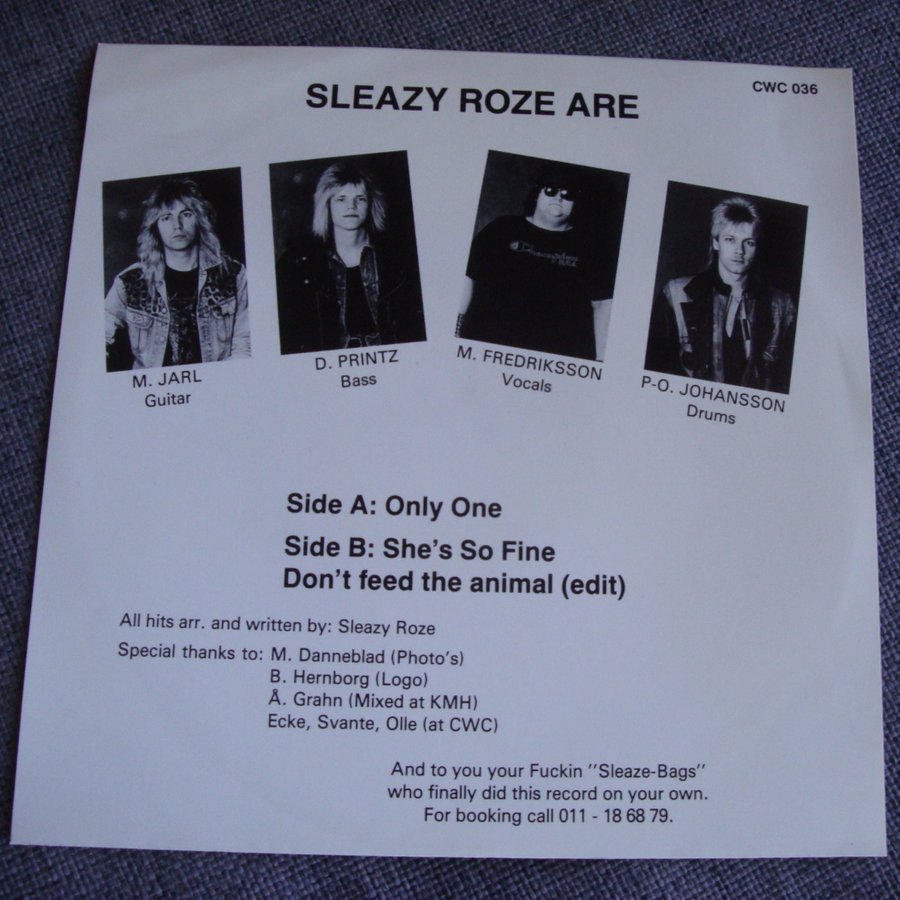 CWC 036
SLEAZY ROZE ARE
M. JARL
Guitar
D. PRINTZ
Bass
M. FREDRIKSSON
Vocals
P-O. JOHANSSON
Drums
Side A: Only One
Side B: She's So Fine
Don't feed the animal (edit)
All hits arr. and written by: Sleazy Roze
Special thanks to: M. Danneblad (Photo's)
B. Hernborg (Logo)
Å. Grahn (Mixed at KMH)
Ecke, Svante, Olle (at CWC)
And to you your Fuckin ''Sleaze-Bags''
who finally did this record on your own.
For booking call 011 - 18 68 79.